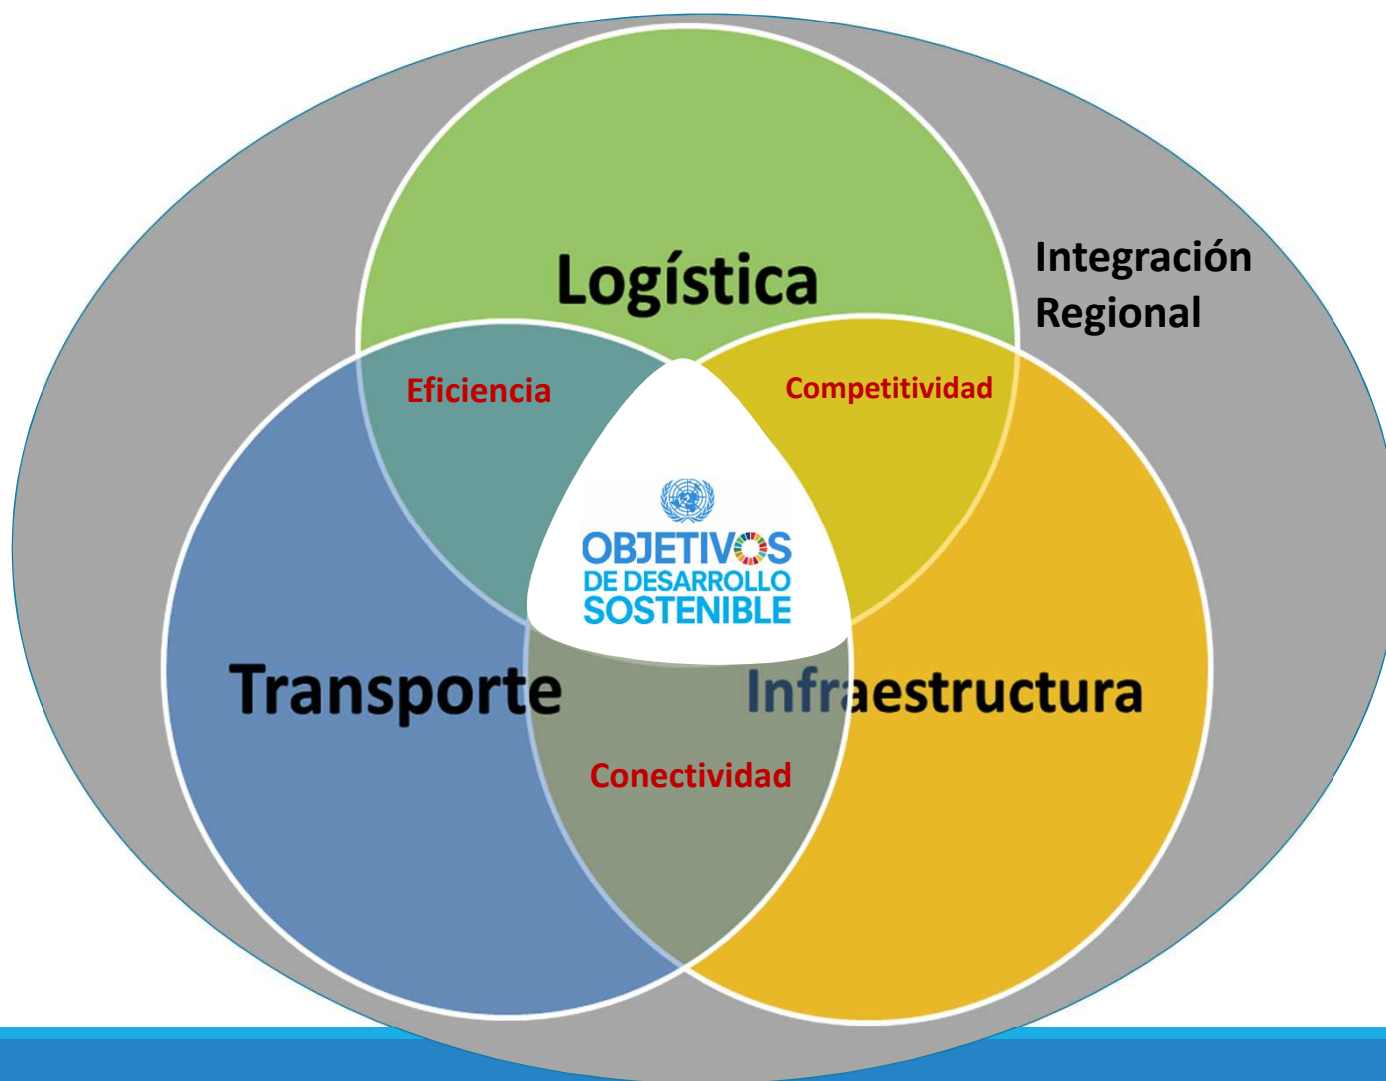 Logística
Integración
Regional
Eficiencia
Competitividad
OBJETIVOS
DE DESARROLLO
SOSTENIBLE
Transporte
Infraestructura
Conectividad